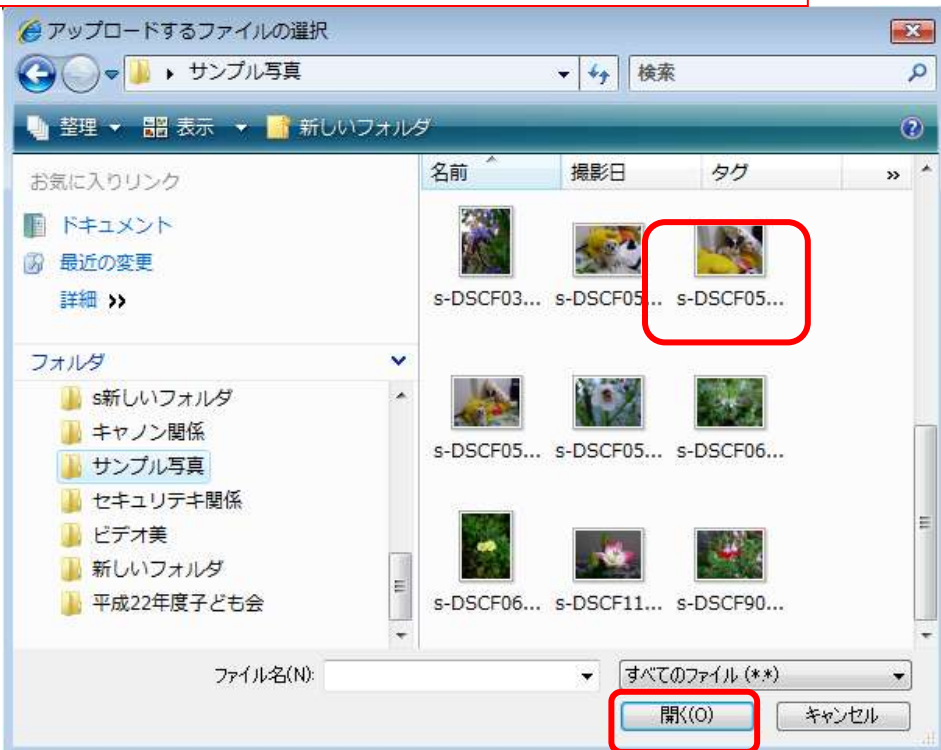 アップロードするファイルの選択
サンプル写真
検索
整理 表示 新しいフォルダ
お気に入りリンク
ドキュメント
最近の変更
詳細 »
フォルダ
s新しいフォルダ
キヤノン関係
サンプル写真
セキュリテキ関係
ビデオ美
新しいフォルダ
平成22年度子ども会
名前 撮影日 タグ »
s-DSCF03... s-DSCF05... s-DSCF05...
s-DSCF05... s-DSCF05... s-DSCF06...
s-DSCF06... s-DSCF11... s-DSCF90...
ファイル名(N): すべてのファイル (*.*)
開く(O) キャンセル